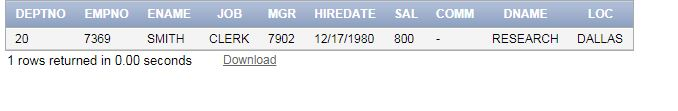 DEPTNO EMPNO ENAME JOB MGR HIREDATE SAL COMM DNAME LOC
20 7369 SMITH CLERK 7902 12/17/1980 800 - RESEARCH DALLAS
1 rows returned in 0.00 seconds Download